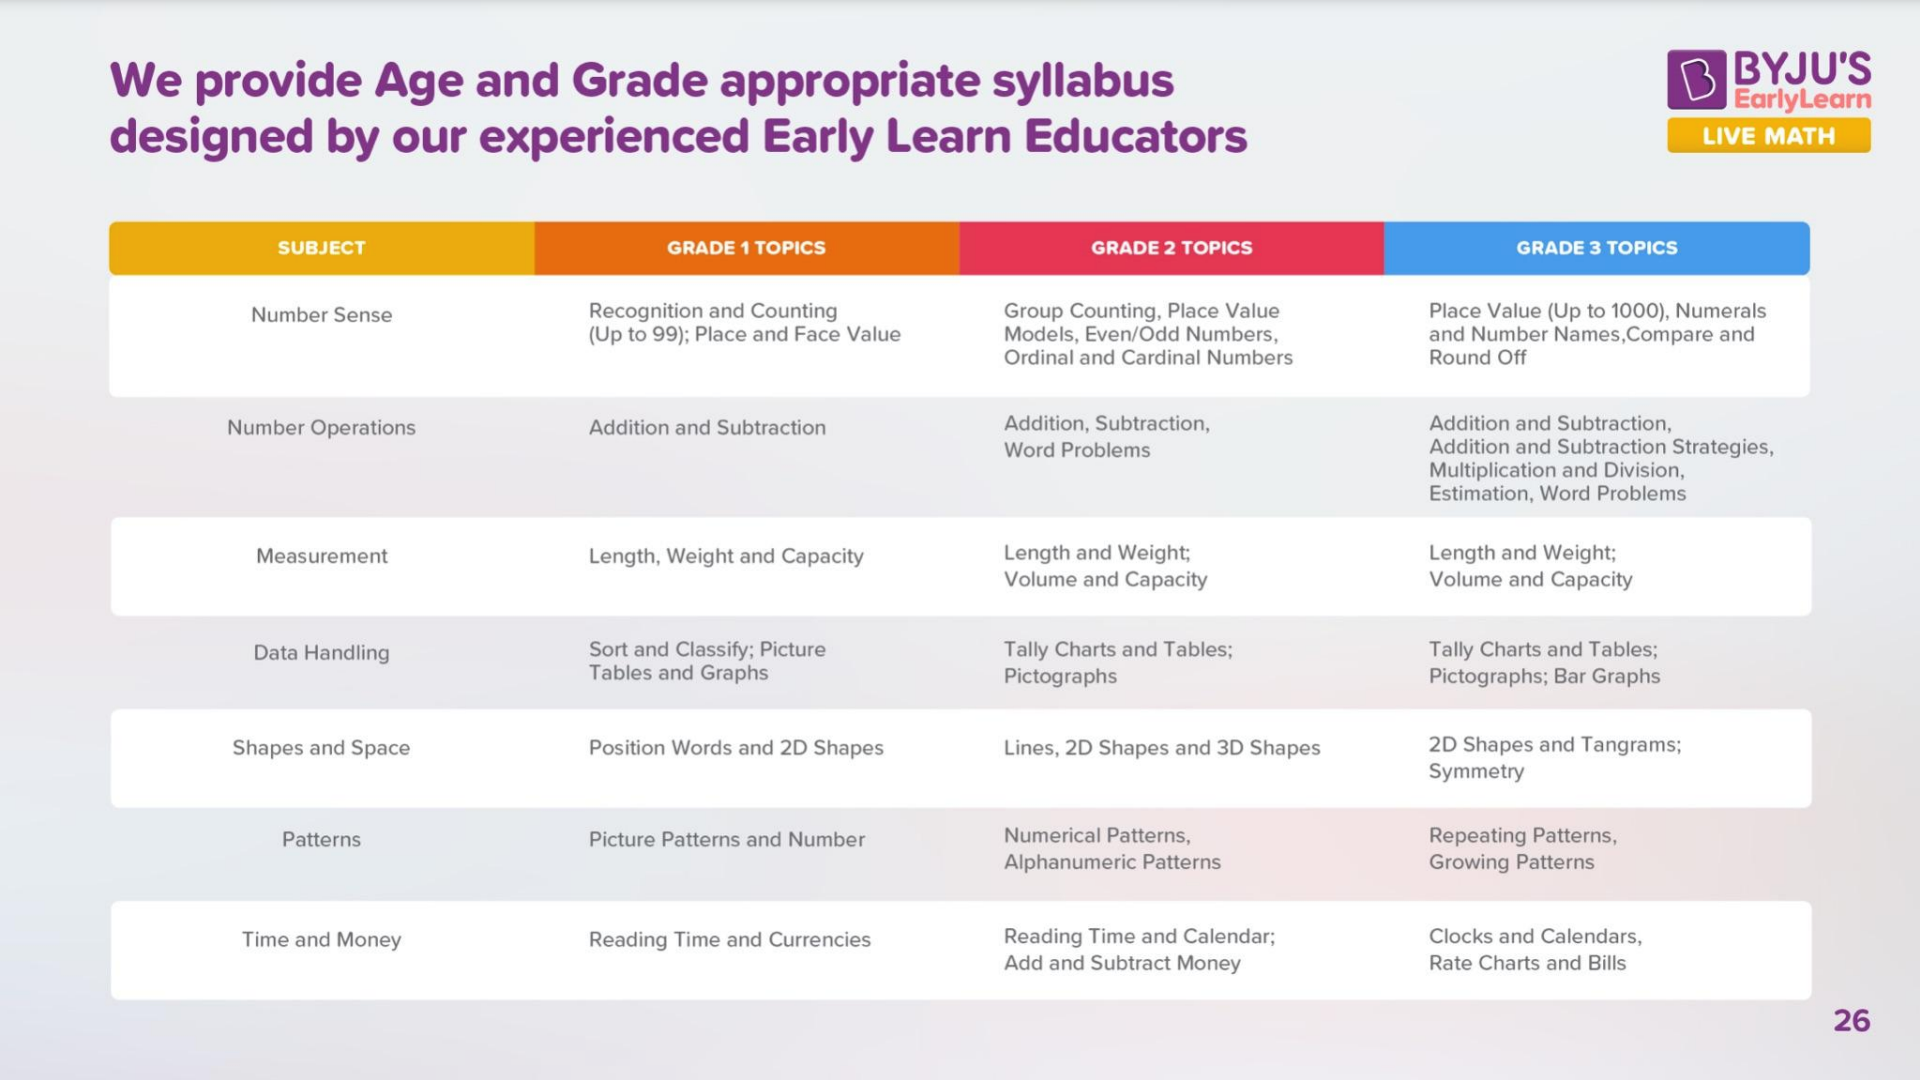 We provide Age and Grade appropriate syllabus
designed by our experienced Early Learn Educators
BYJU'S
EarlyLearn
LIVE MATH
SUBJECT
GRADE 1 TOPICS
GRADE 2 TOPICS
GRADE 3 TOPICS
Number Sense
Recognition and Counting
(Up to 99); Place and Face Value
Group Counting, Place Value
Models, Even/Odd Numbers,
Ordinal and Cardinal Numbers
Place Value (Up to 1000), Numerals
and Number Names,Compare and
Round Off
Number Operations
Addition and Subtraction
Addition, Subtraction,
Word Problems
Addition and Subtraction,
Addition and Subtraction Strategies,
Multiplication and Division,
Estimation, Word Problems
Measurement
Length, Weight and Capacity
Length and Weight;
Volume and Capacity
Length and Weight;
Volume and Capacity
Data Handling
Sort and Classify; Picture
Tables and Graphs
Tally Charts and Tables;
Pictographs
Tally Charts and Tables;
Pictographs; Bar Graphs
Shapes and Space
Position Words and 2D Shapes
Lines, 2D Shapes and 3D Shapes
2D Shapes and Tangrams;
Symmetry
Patterns
Picture Patterns and Number
Numerical Patterns,
Alphanumeric Patterns
Repeating Patterns,
Growing Patterns
Time and Money
Reading Time and Currencies
Reading Time and Calendar;
Add and Subtract Money
Clocks and Calendars,
Rate Charts and Bills
26